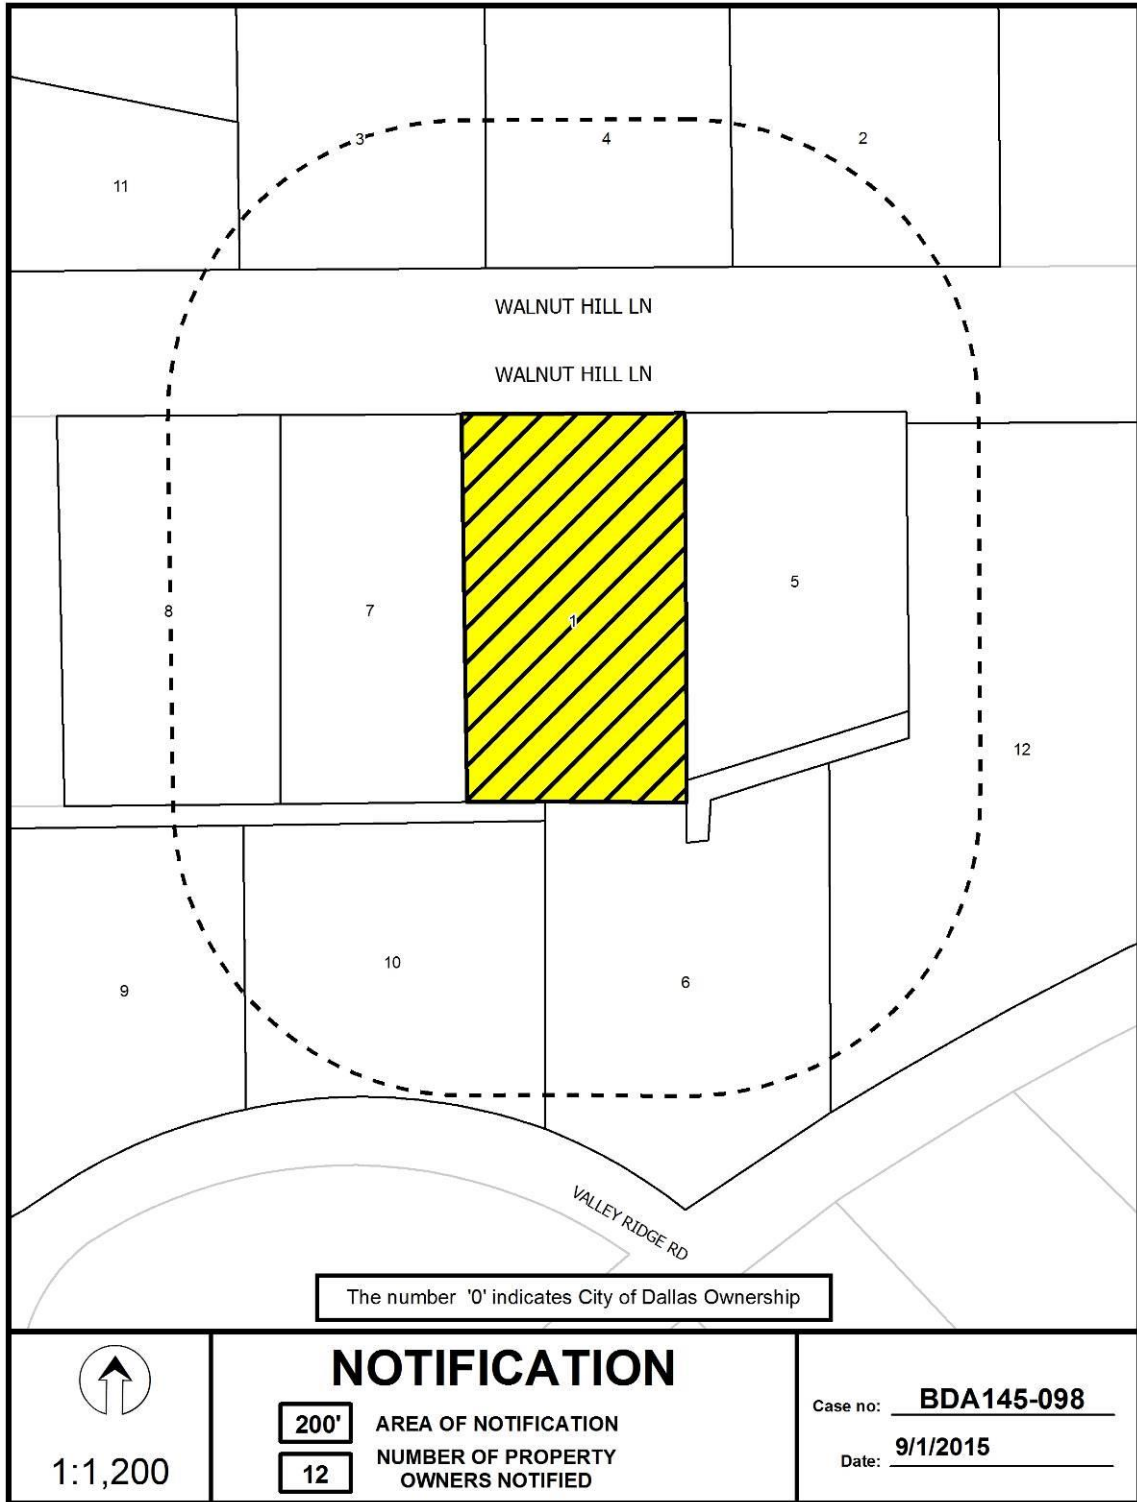 3
4
2
11
WALNUT HILL LN
WALNUT HILL LN
5
8
7
1
12
10
6
9
VALLEY RIDGE RD
The number '0' indicates City of Dallas Ownership
1:1,200
NOTIFICATION
200' AREA OF NOTIFICATION
12 NUMBER OF PROPERTY
OWNERS NOTIFIED
Case no: BDA145-098
Date: 9/1/2015